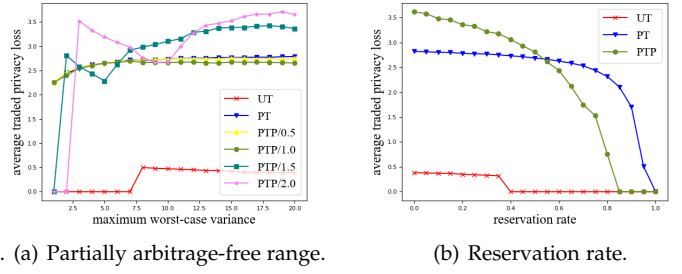 average traded privacy loss
3.5
3.0
2.5
2.0
1.5
1.0
0.5
0.0
UT
PT
PTP/0.5
PTP/1.0
PTP/1.5
PTP/2.0
2.5 5.0 7.5 10.0 12.5 15.0 17.5 20.0
maximum worst-case variance
. (a) Partially arbitrage-free range.
average traded privacy loss
3.5
3.0
2.5
2.0
1.5
1.0
0.5
0.0
UT
PT
PTP
0.0 0.2 0.4 0.6 0.8 1.0
reservation rate
(b) Reservation rate.